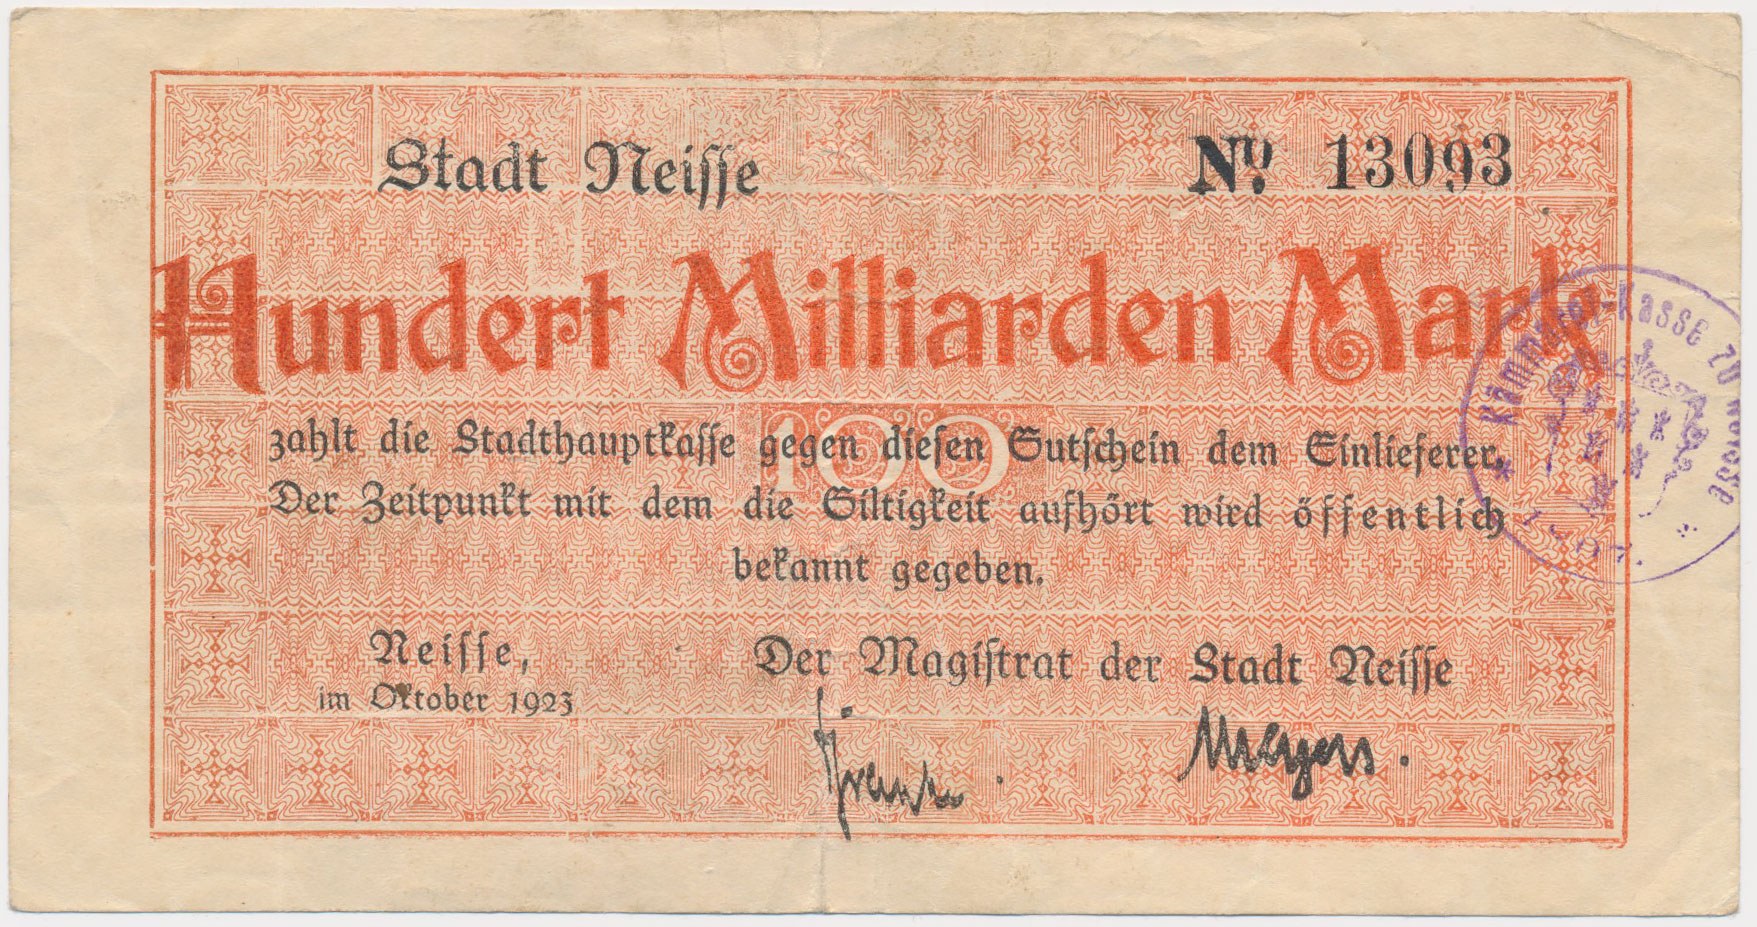 Stadt Neisse
No. 13093
Hundert Milliarden Mark
100
zahlt die Stadthauptkasse gegen diesen Gutschein dem Einlieferer.
Der Zeitpunkt mit dem die Giltigkeit aufhört wird öffentlich
bekannt gegeben.
Neisse,
im Oktober 1923
Der Magistrat der Stadt Neisse
Kämmerer-Kasse zu Neisse